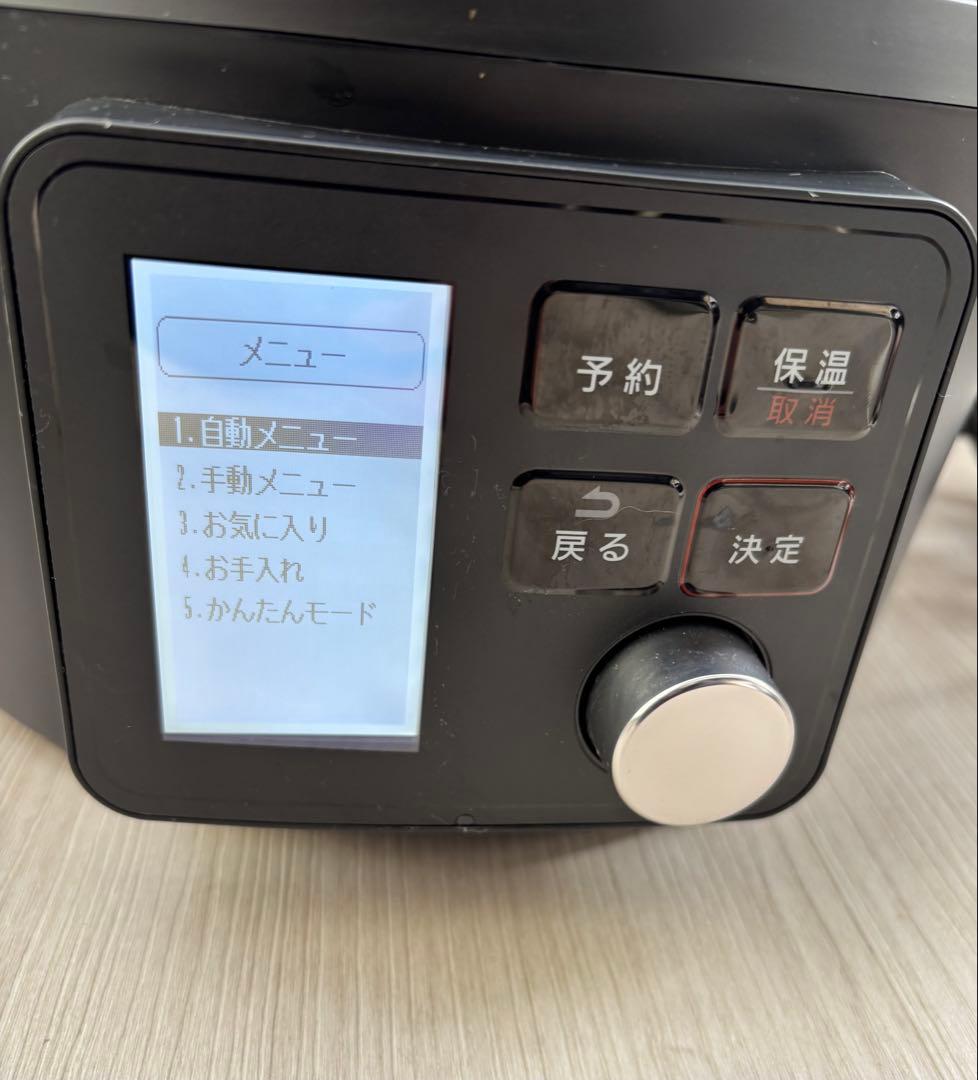 メニュー
1.自動メニュー
2.手動メニュー
3.お気に入り
4.お手入れ
5.かんたんモード
予約
保温
取消
戻る
決定